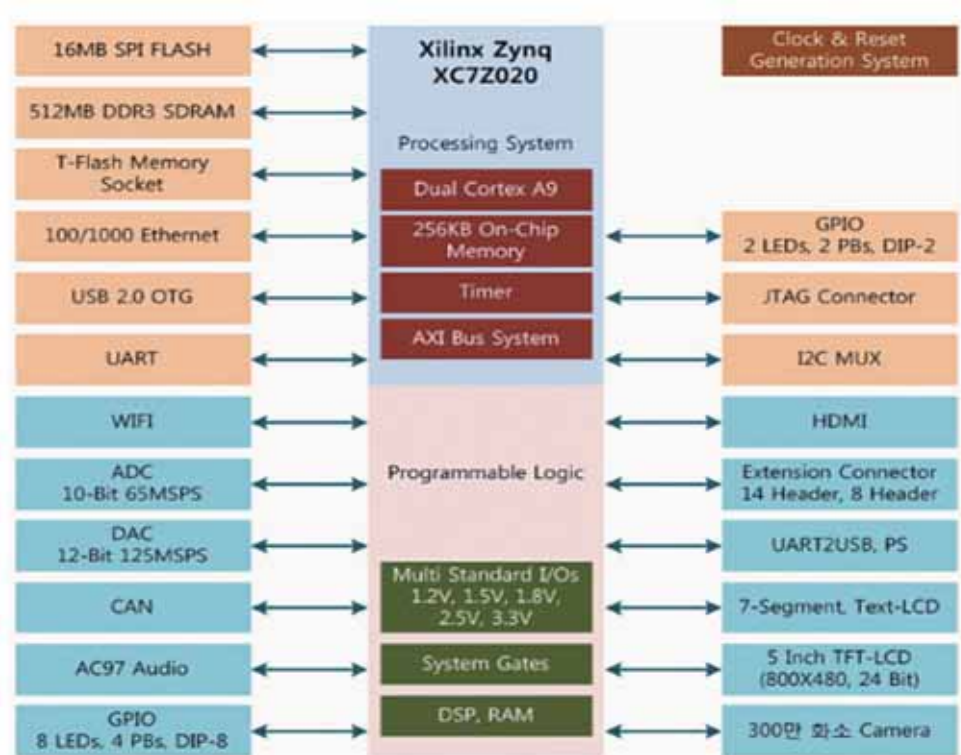 16MB SPI FLASH
512MB DDR3 SDRAM
T-Flash Memory
Socket
100/1000 Ethernet
USB 2.0 OTG
UART
WIFI
ADC
10-Bit 65MSPS
DAC
12-Bit 125MSPS
CAN
AC97 Audio
GPIO
8 LEDs, 4 PBs, DIP-8
Xilinx Zynq
XC7Z020
Processing System
Dual Cortex A9
256KB On-Chip
Memory
Timer
AXI Bus System
Programmable Logic
Multi Standard I/Os
1.2V, 1.5V, 1.8V,
2.5V, 3.3V
System Gates
DSP, RAM
Clock & Reset
Generation System
GPIO
2 LEDs, 2 PBs, DIP-2
JTAG Connector
I2C MUX
HDMI
Extension Connector
14 Header, 8 Header
UART2USB, PS
7-Segment, Text-LCD
5 Inch TFT-LCD
(800X480, 24 Bit)
300만 화소 Camera